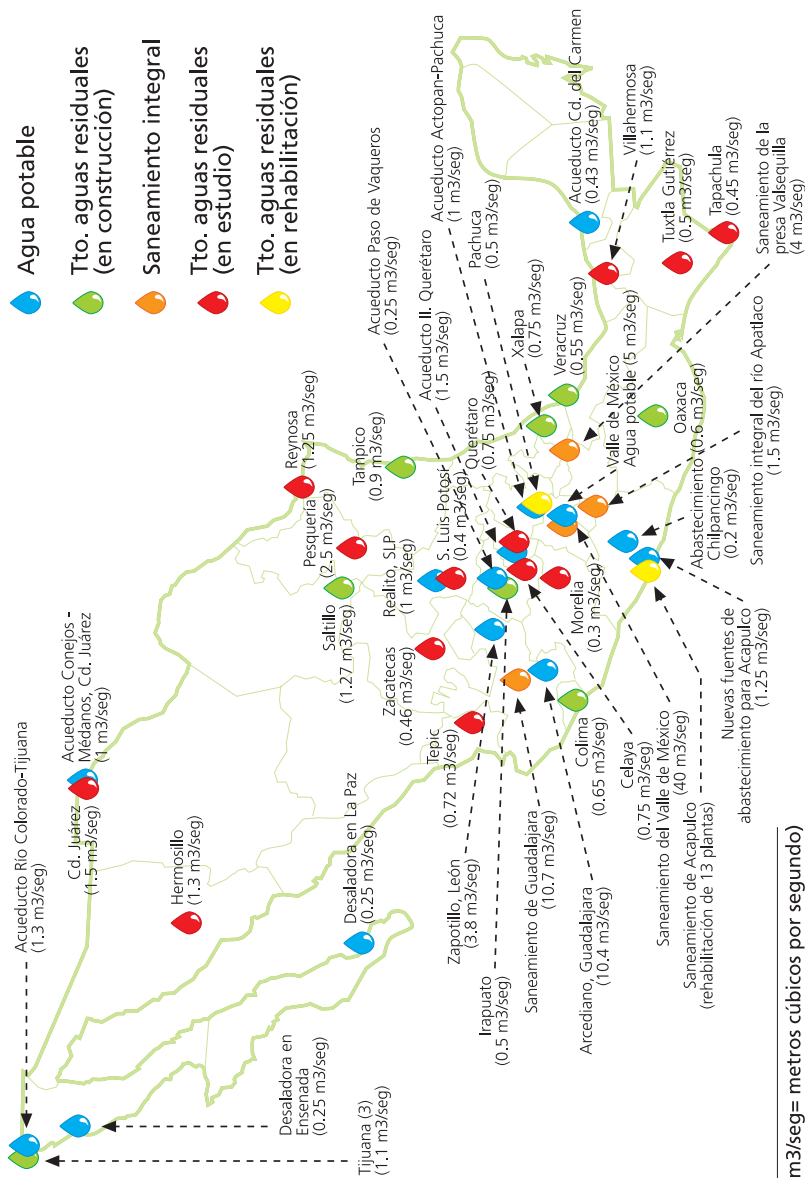 Agua potable
Tto. aguas residuales
(en construcción)
Saneamiento integral
Tto. aguas residuales
(en estudio)
Tto. aguas residuales
(en rehabilitación)
Acueducto Río Colorado-Tijuana
(1.3 m3/seg)
Acueducto Conejos -
Médanos, Cd. Juárez
(1 m3/seg)
Cd. Juárez
(1.5 m3/seg)
Hermosillo
(1.3 m3/seg)
Desaladora en La Paz
(0.25 m3/seg)
Desaladora en
Ensenada
(0.25 m3/seg)
Tijuana (3)
(1.1 m3/seg)
Reynosa
(1.25 m3/seg)
Pesquería
(2.5 m3/seg)
Saltillo
(1.27 m3/seg)
Tampico
(0.9 m3/seg)
Zacatecas
(0.46 m3/seg)
Realito, SLP
(1 m3/seg)
S. Luis Potosí
(0.4 m3/seg)
Tepic
(0.72 m3/seg)
Acueducto Paso de Vaqueros
(0.25 m3/seg)
Acueducto II. Querétaro
(1.5 m3/seg)
Querétaro
(0.75 m3/seg)
Acueducto Actopan-Pachuca
(1 m3/seg)
Pachuca
(0.5 m3/seg)
Xalapa
(0.75 m3/seg)
Veracruz
(0.55 m3/seg)
Acueducto Cd. del Carmen
(0.43 m3/seg)
Villahermosa
(1.1 m3/seg)
Tuxtla Gutiérrez
(0.5 m3/seg)
Tapachula
(0.45 m3/seg)
Saneamiento de la
presa Valsequilla
(4 m3/seg)
Valle de México
Agua potable (5 m3/seg)
Oaxaca
(0.6 m3/seg)
Saneamiento integral del río Apatlaco
(1.5 m3/seg)
Abastecimiento
Chilpancingo
(0.2 m3/seg)
Nuevas fuentes de
abastecimiento para Acapulco
(1.25 m3/seg)
Morelia
(0.3 m3/seg)
Colima
(0.65 m3/seg)
Celaya
(0.75 m3/seg)
Saneamiento del Valle de México
(40 m3/seg)
Saneamiento de Acapulco
(rehabilitación de 13 plantas)
Zapotillo, León
(3.8 m3/seg)
Irapuato
(0.5 m3/seg)
Saneamiento de Guadalajara
(10.7 m3/seg)
Arcediano, Guadalajara
(10.4 m3/seg)
m3/seg= metros cúbicos por segundo)